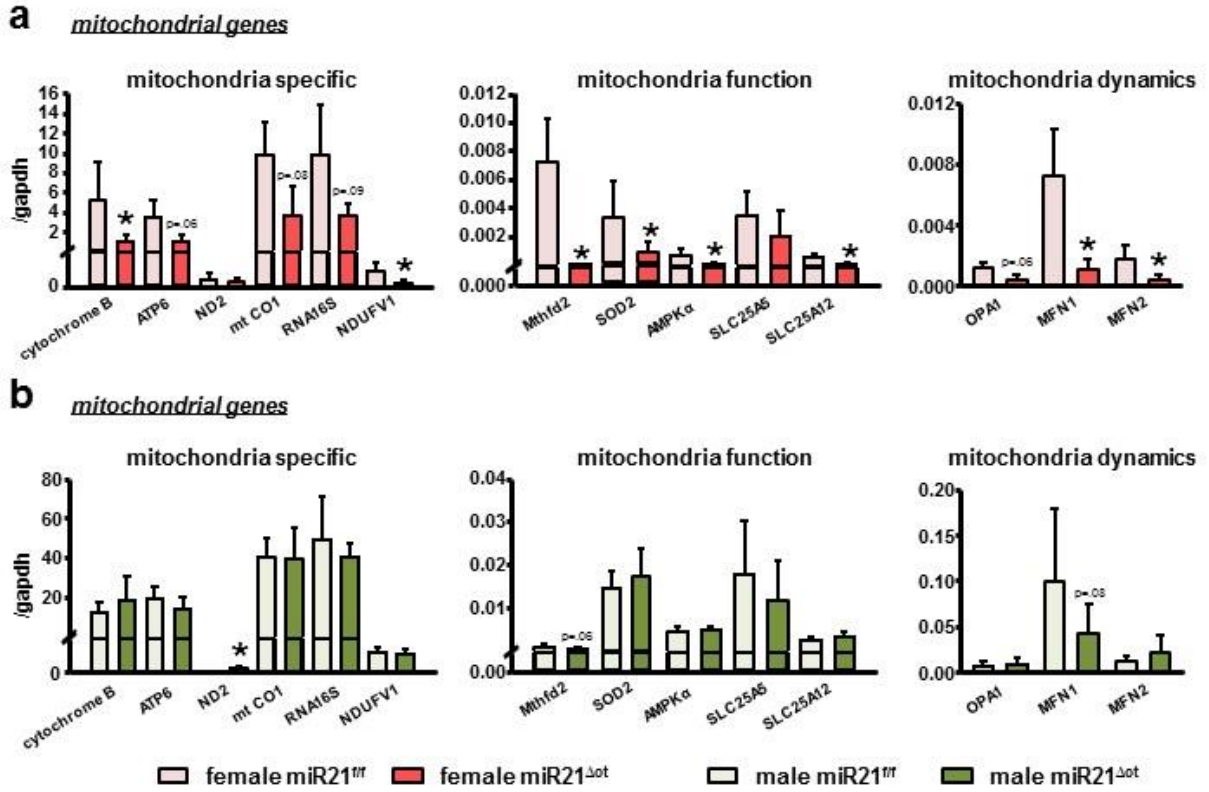 a
mitochondrial genes
mitochondria specific
/gapdh
16
14
12
10
8
6
4
2
0
*
p=.06
p=.08
p=.09
*
cytochrome B
ATP6
ND2
mt CO1
RNA16S
NDUFV1
mitochondria function
0.012
0.010
0.008
0.006
0.004
0.002
0.000
*
*
*
*
Mthfd2
SOD2
AMPKα
SLC25A5
SLC25A12
mitochondria dynamics
0.012
0.008
0.004
0.000
p=.06
*
*
OPA1
MFN1
MFN2
b
mitochondrial genes
mitochondria specific
/gapdh
80
60
40
20
0
*
cytochrome B
ATP6
ND2
mt CO1
RNA16S
NDUFV1
mitochondria function
0.04
0.03
0.02
0.01
0.00
p=.06
Mthfd2
SOD2
AMPKα
SLC25A5
SLC25A12
mitochondria dynamics
0.20
0.15
0.10
0.05
0.00
p=.08
OPA1
MFN1
MFN2
female miR21f/f female miR21Δot male miR21f/f male miR21Δot